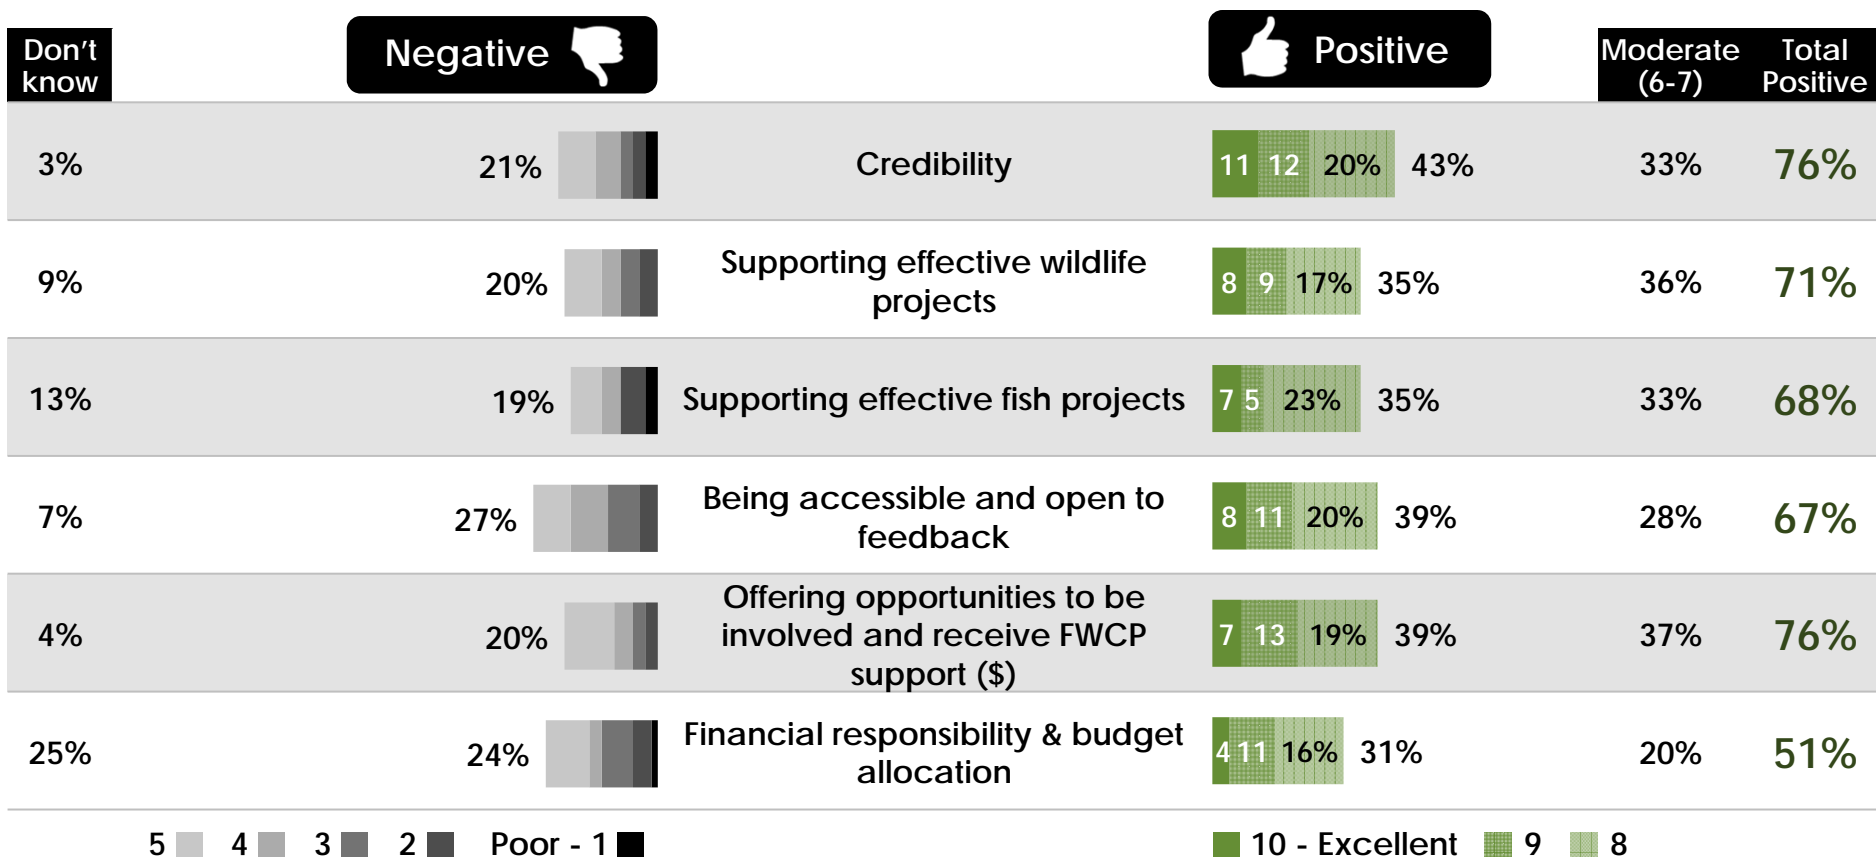 Don't know
Negative
Positive
Moderate (6-7)
Total Positive
3%
21%
Credibility
11 12 20% 43%
33%
76%
9%
20%
Supporting effective wildlife
projects
8 9 17% 35%
36%
71%
13%
19%
Supporting effective fish projects
7 5 23% 35%
33%
68%
7%
27%
Being accessible and open to
feedback
8 11 20% 39%
28%
67%
4%
20%
Offering opportunities to be
involved and receive FWCP
support ($)
7 13 19% 39%
37%
76%
25%
24%
Financial responsibility & budget
allocation
4 11 16% 31%
20%
51%
5 4 3 2 Poor - 1
10 - Excellent 9 8